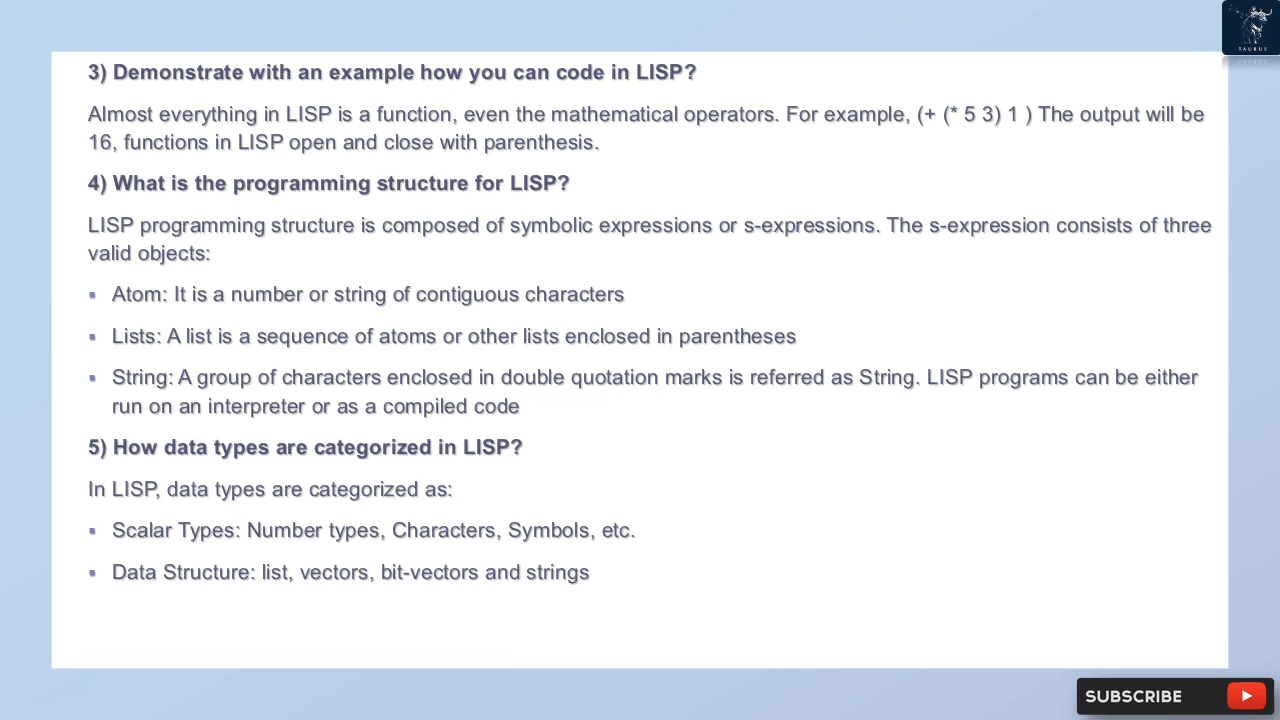 TAURUS
3) Demonstrate with an example how you can code in LISP?
Almost everything in LISP is a function, even the mathematical operators. For example, (+ (* 5 3) 1 ) The output will be
16, functions in LISP open and close with parenthesis.
4) What is the programming structure for LISP?
LISP programming structure is composed of symbolic expressions or s-expressions. The s-expression consists of three
valid objects:
▪ Atom: It is a number or string of contiguous characters
▪ Lists: A list is a sequence of atoms or other lists enclosed in parentheses
▪ String: A group of characters enclosed in double quotation marks is referred as String. LISP programs can be either
run on an interpreter or as a compiled code
5) How data types are categorized in LISP?
In LISP, data types are categorized as:
▪ Scalar Types: Number types, Characters, Symbols, etc.
▪ Data Structure: list, vectors, bit-vectors and strings
SUBSCRIBE